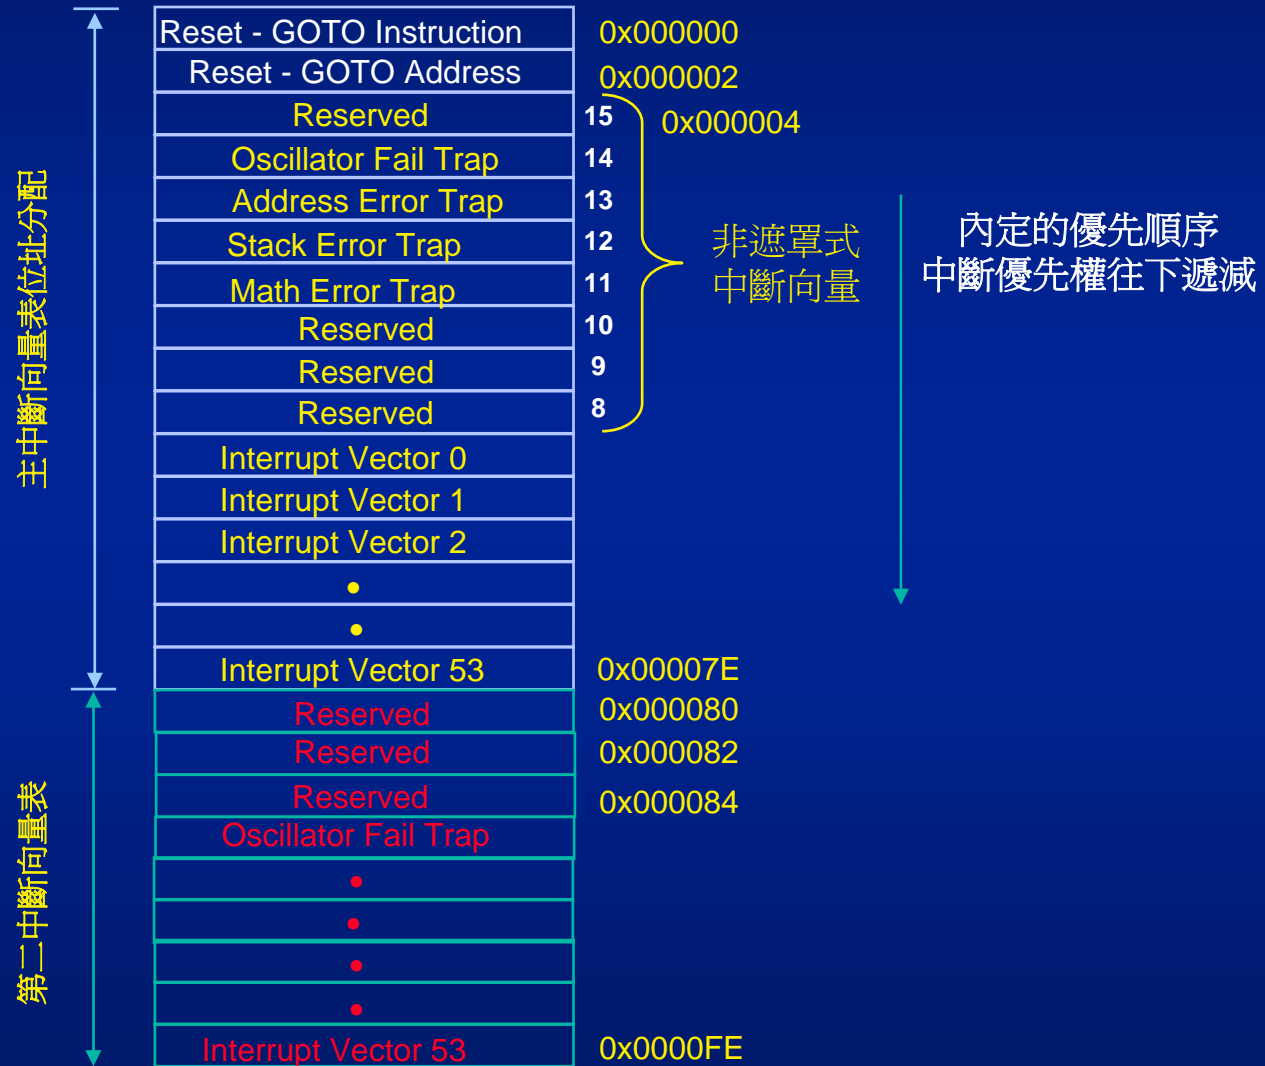 主中斷向量表位址分配
Reset - GOTO Instruction 0x000000
Reset - GOTO Address 0x000002
Reserved 15 0x000004
Oscillator Fail Trap 14
Address Error Trap 13
Stack Error Trap 12
Math Error Trap 11
Reserved 10
Reserved 9
Reserved 8
非遮罩式
中斷向量
內定的優先順序
中斷優先權往下遞減
Interrupt Vector 0
Interrupt Vector 1
Interrupt Vector 2
•
•
Interrupt Vector 53 0x00007E
第二中斷向量表
Reserved 0x000080
Reserved 0x000082
Reserved 0x000084
Oscillator Fail Trap
•
•
•
•
Interrupt Vector 53 0x0000FE